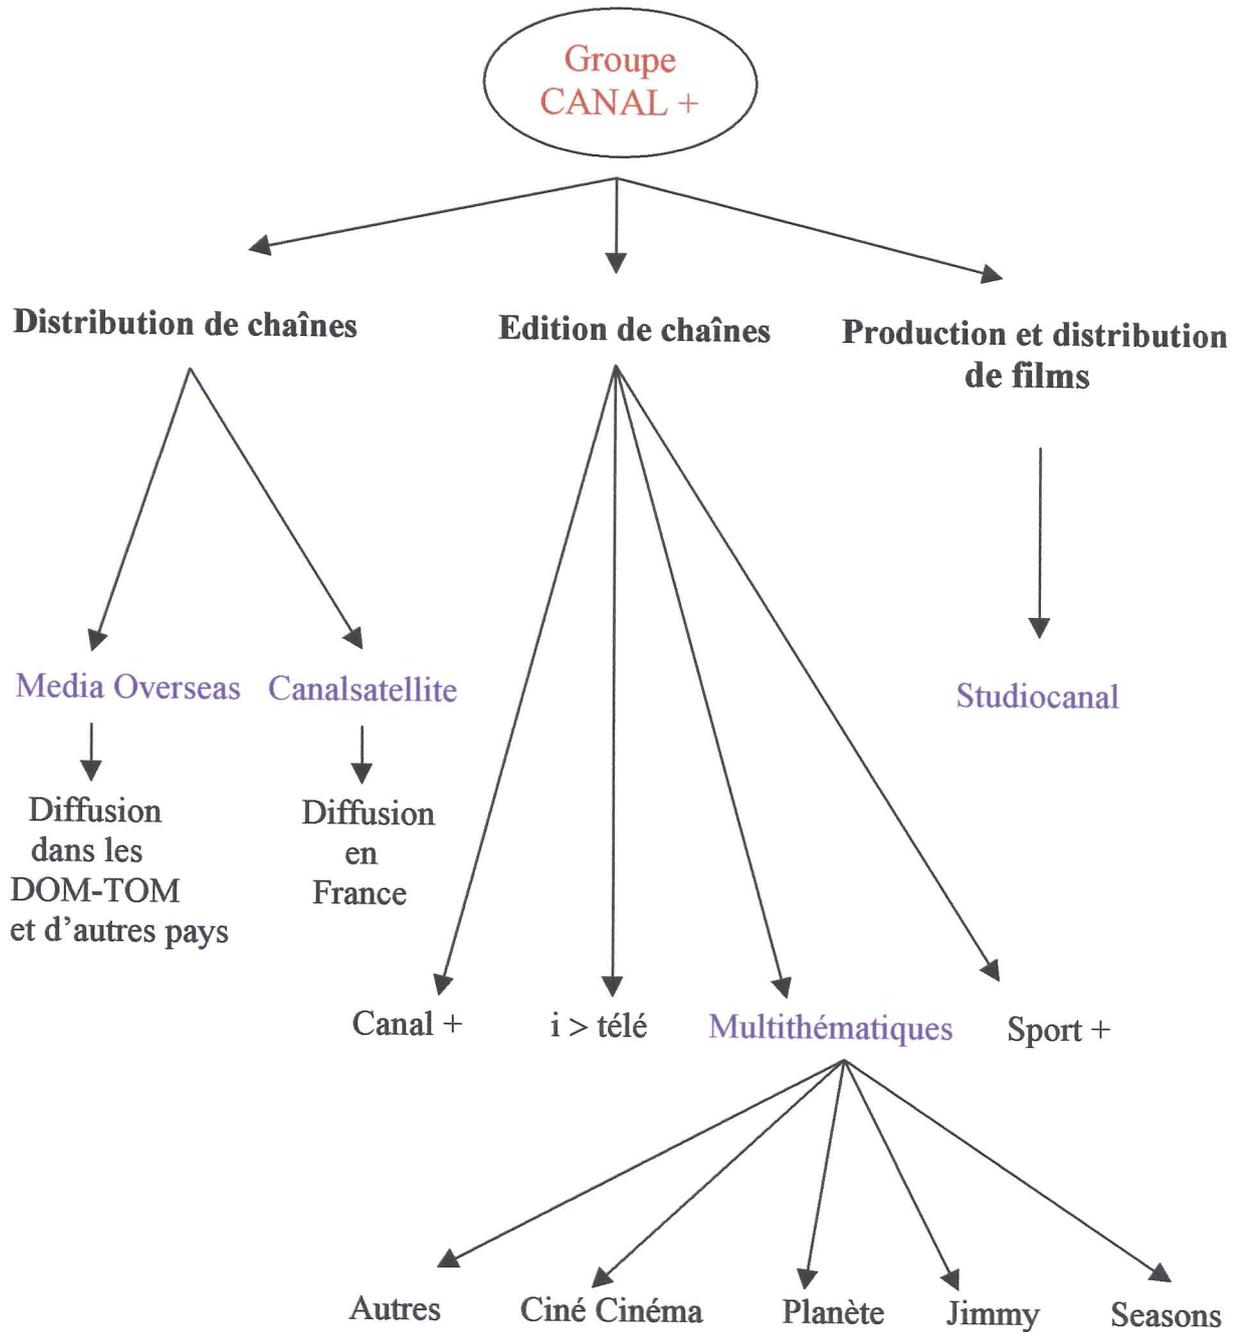 Groupe
CANAL +
Distribution de chaînes
Edition de chaînes
Production et distribution
de films
Media Overseas
Canalsatellite
Studiocanal
Diffusion
dans les
DOM-TOM
et d’autres pays
Diffusion
en
France
Canal +
i > télé
Multithématiques
Sport +
Autres
Ciné Cinéma
Planète
Jimmy
Seasons